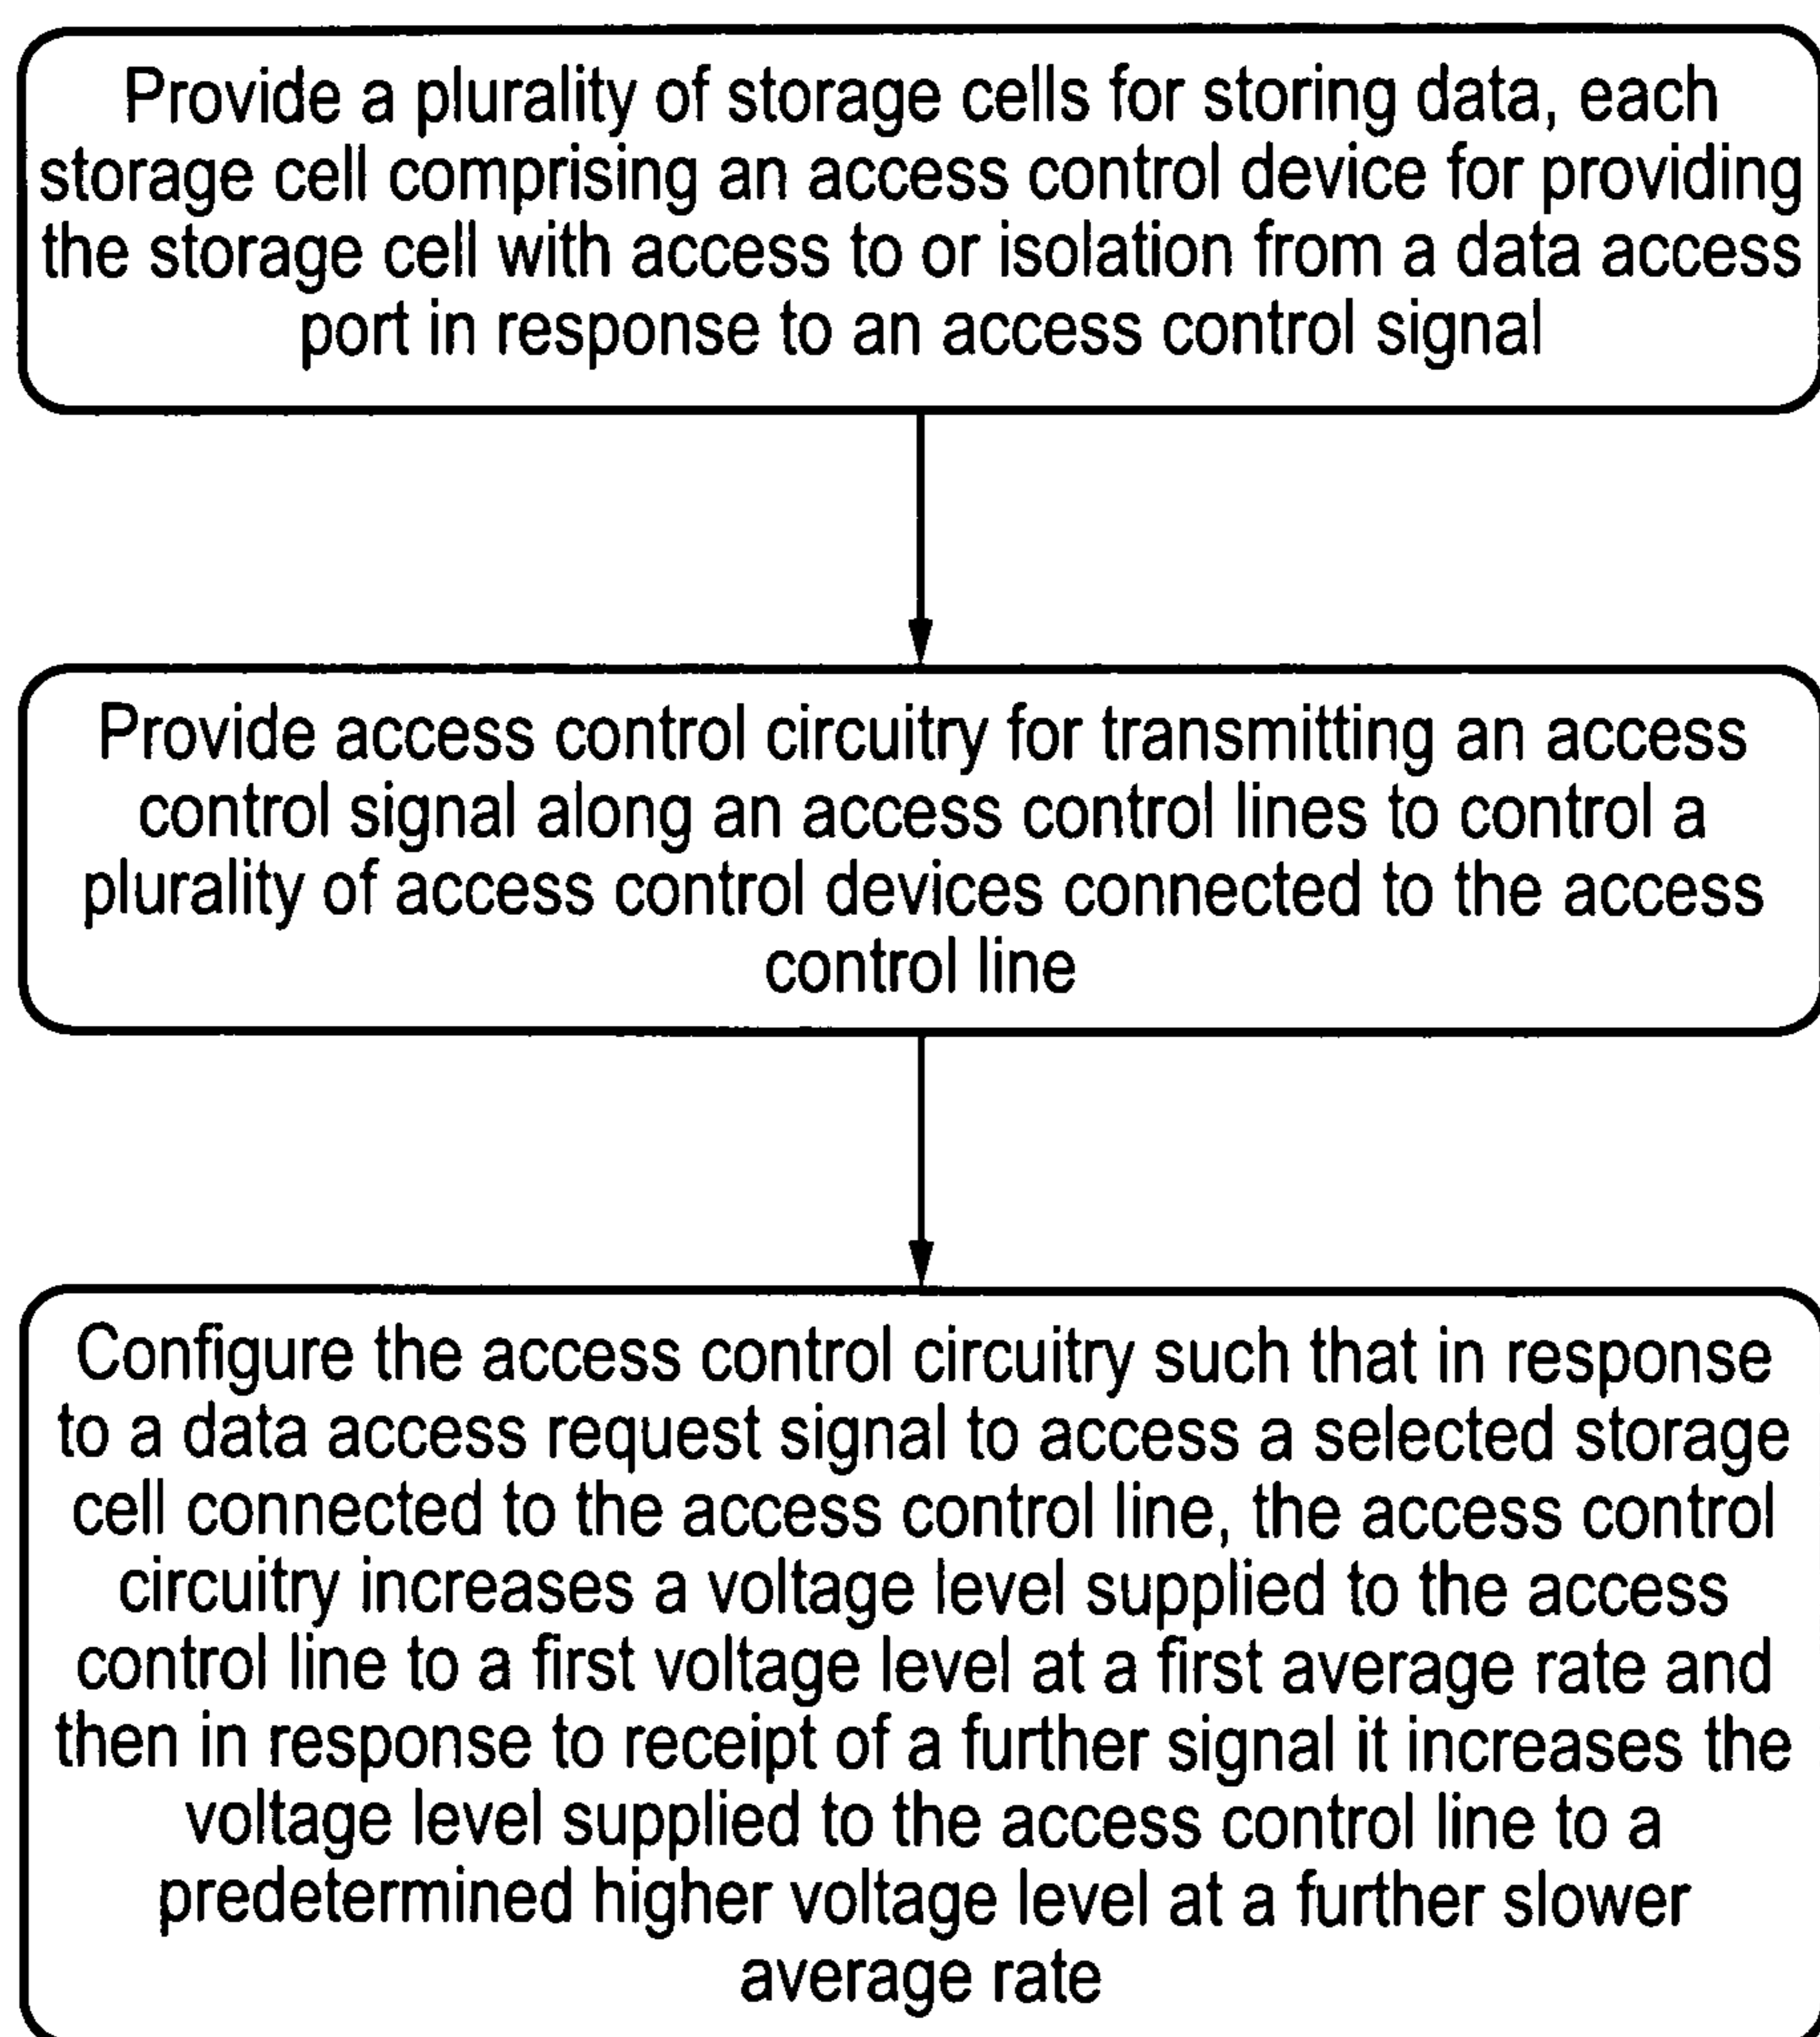 Provide a plurality of storage cells for storing data, each
storage cell comprising an access control device for providing
the storage cell with access to or isolation from a data access
port in response to an access control signal
Provide access control circuitry for transmitting an access
control signal along an access control lines to control a
plurality of access control devices connected to the access
control line
Configure the access control circuitry such that in response
to a data access request signal to access a selected storage
cell connected to the access control line, the access control
circuitry increases a voltage level supplied to the access
control line to a first voltage level at a first average rate and
then in response to receipt of a further signal it increases the
voltage level supplied to the access control line to a
predetermined higher voltage level at a further slower
average rate